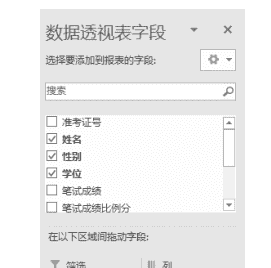 数据透视表字段
选择要添加到报表的字段:
搜索
准考证号
姓名
性别
学位
笔试成绩
笔试成绩比例分
在以下区域间拖动字段:
筛选
列